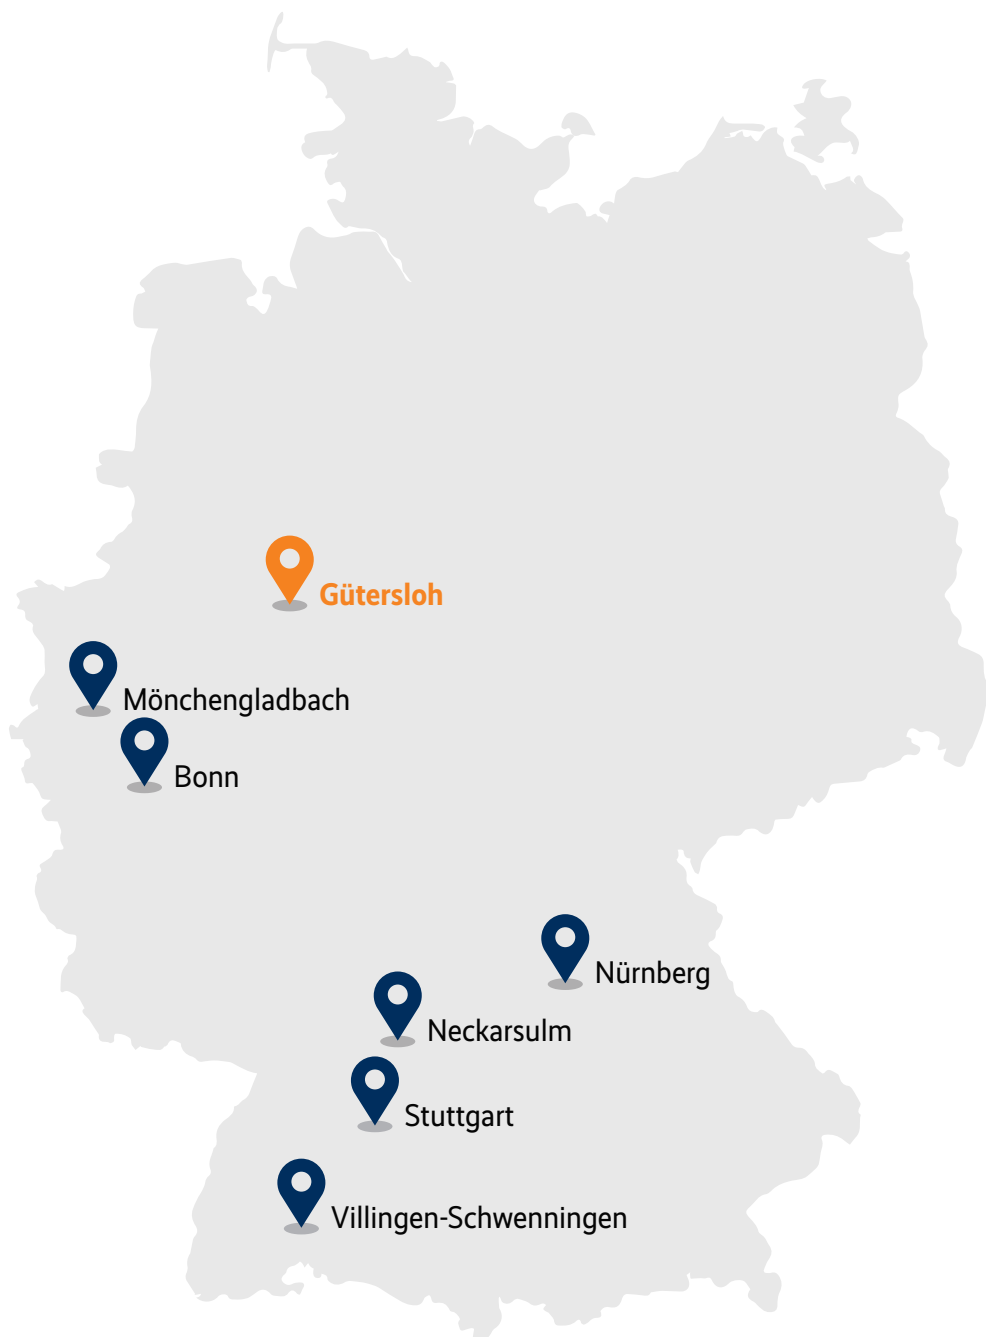 Gütersloh
Mönchengladbach
Bonn
Nürnberg
Neckarsulm
Stuttgart
Villingen-Schwenningen